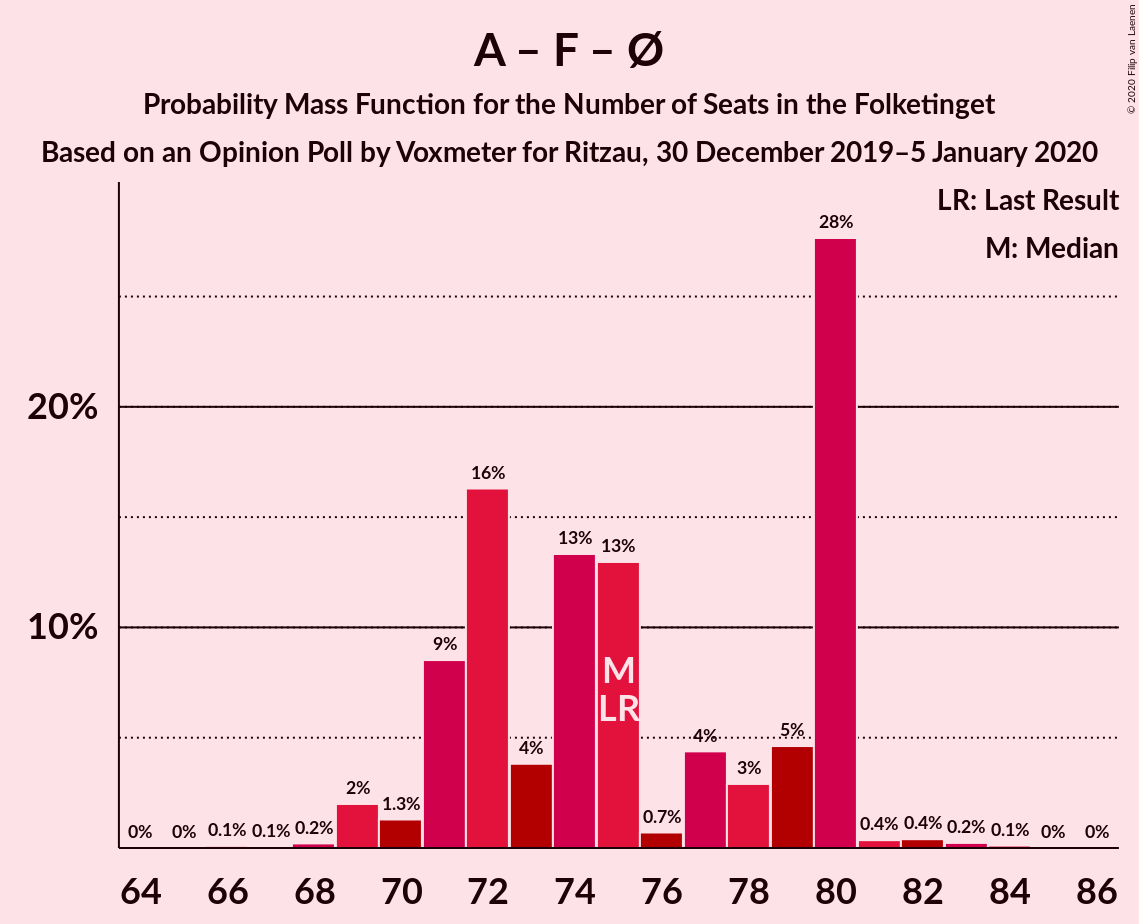 A – F – Ø
Probability Mass Function for the Number of Seats in the Folketinget
Based on an Opinion Poll by Voxmeter for Ritzau, 30 December 2019–5 January 2020
© 2020 Filip van Laenen
LR: Last Result
M: Median
20%
10%
0% 0% 0.1% 0.1% 0.2% 2% 1.3% 9% 16% 4% 13% 13% 0.7% 4% 3% 5% 28% 0.4% 0.4% 0.2% 0.1% 0% 0%
M
LR
64 66 68 70 72 74 76 78 80 82 84 86